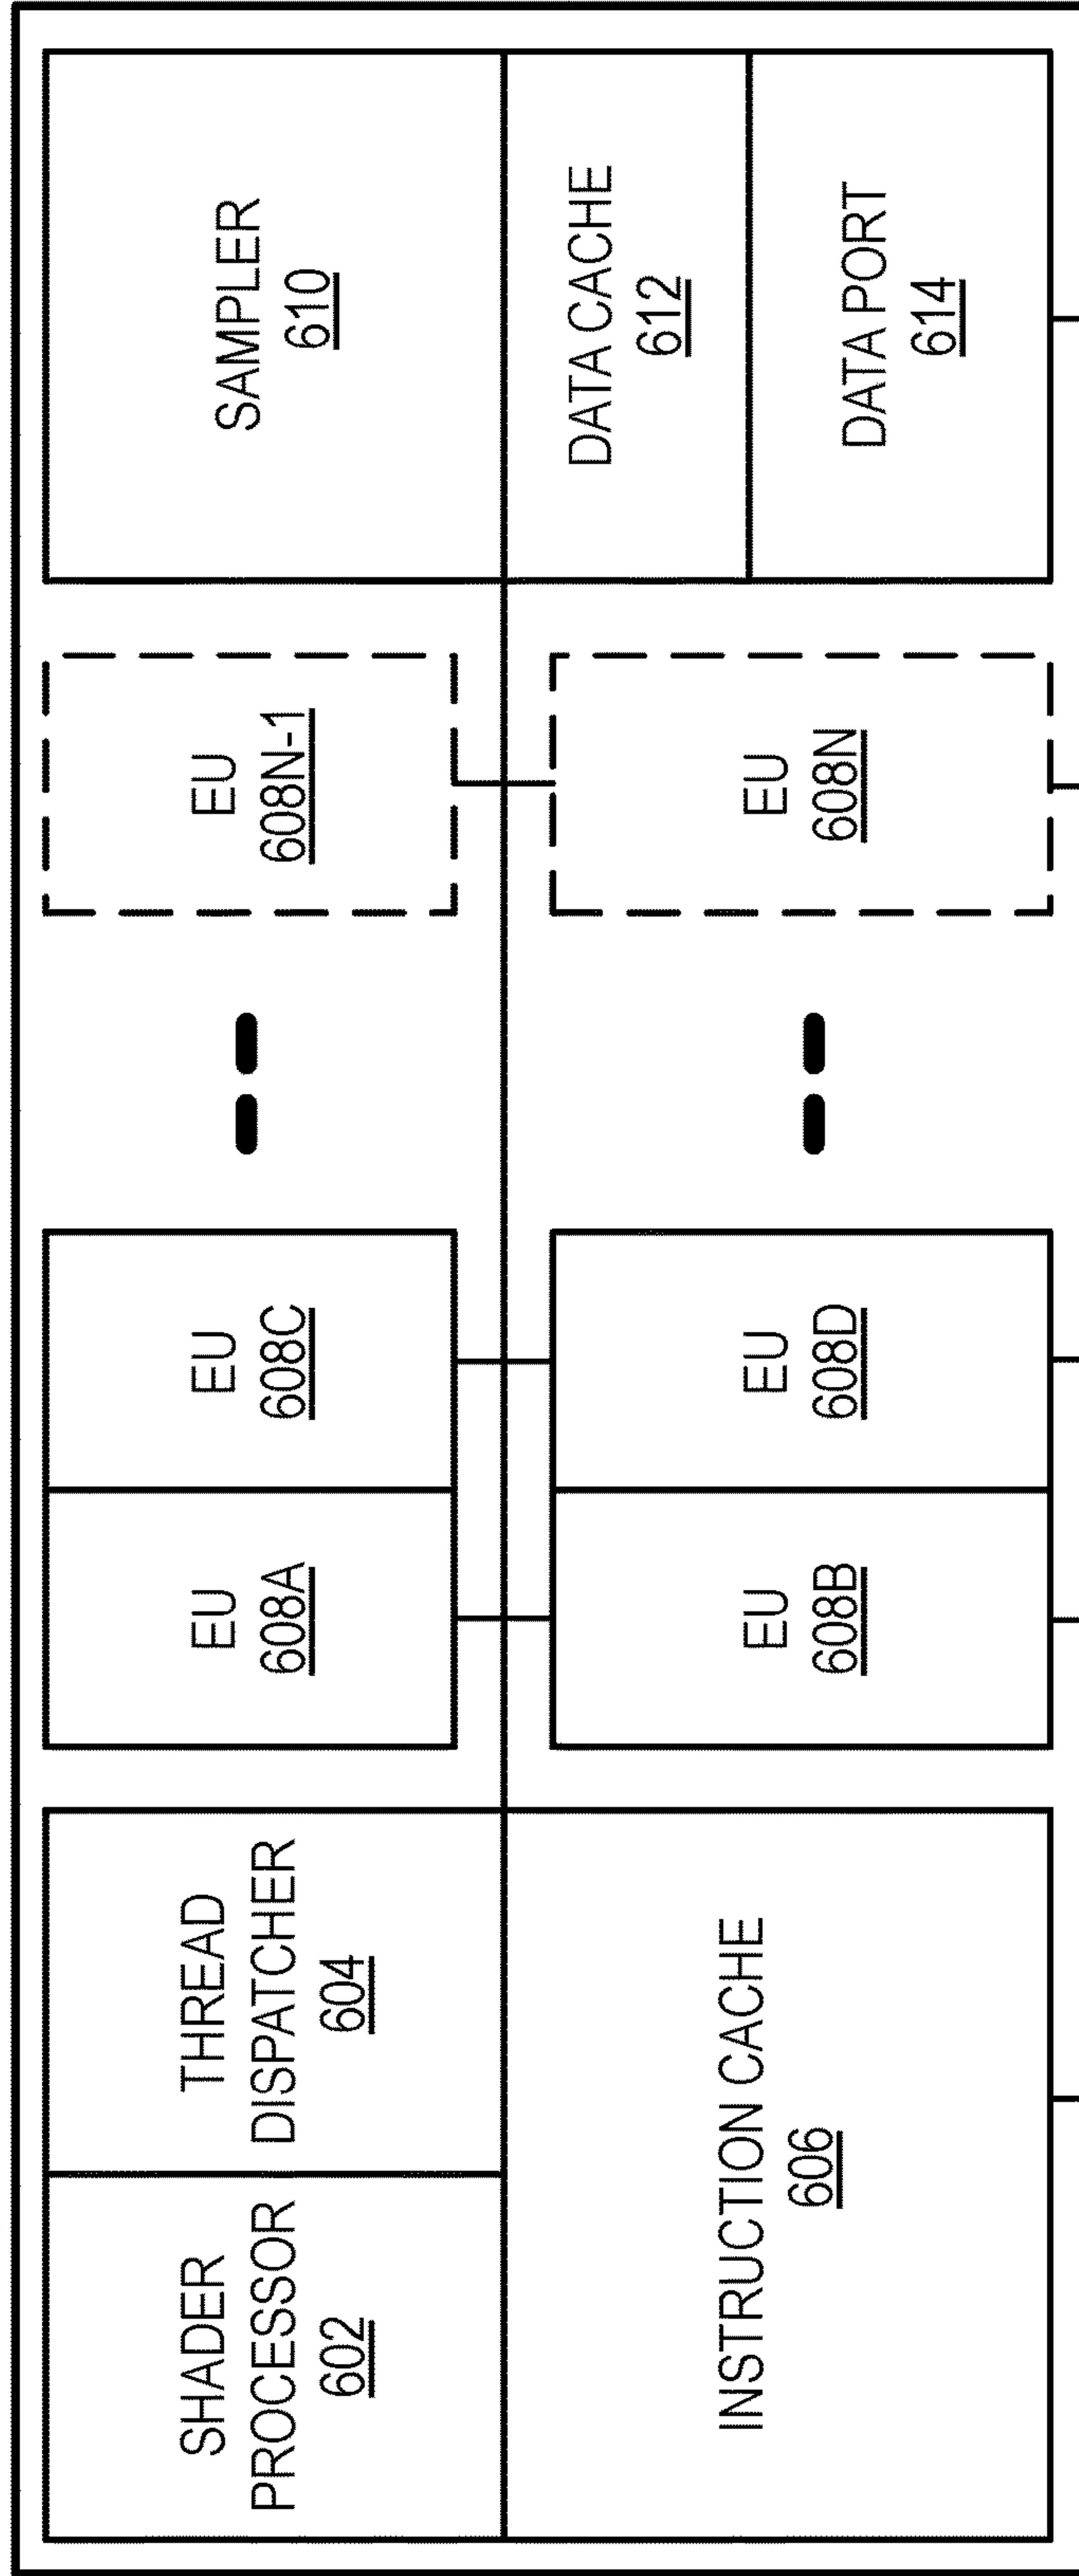 SHADER
PROCESSOR
602
THREAD
DISPATCHER
604
INSTRUCTION CACHE
606
EU
608A
EU
608C
EU
608B
EU
608D
EU
608N-1
EU
608N
SAMPLER
610
DATA CACHE
612
DATA PORT
614